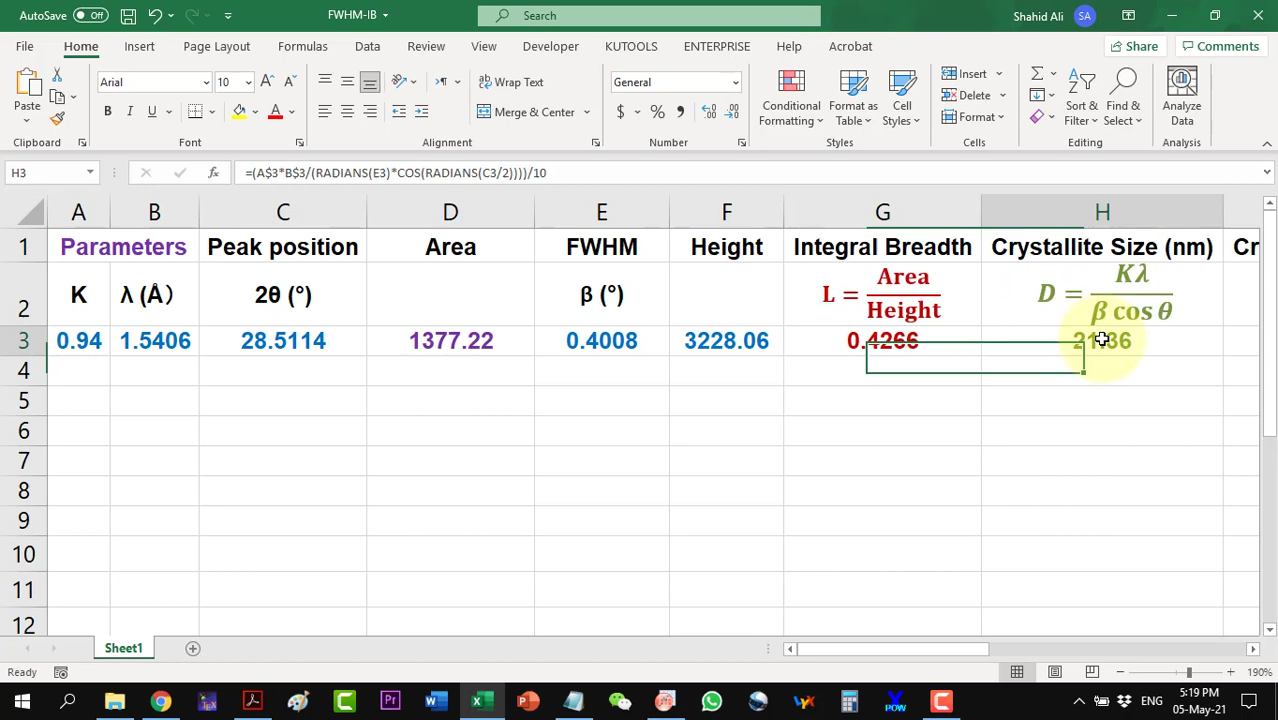 AutoSave Off FWHM-IB Search Shahid Ali SA
File Home Insert Page Layout Formulas Data Review View Developer KUTOOLS ENTERPRISE Help Acrobat Share Comments
Paste Arial 10 Wrap Text General Insert
Merge & Center Delete
Conditional Formatting Format as Table Cell Styles Format Sort & Filter Find & Select Analyze Data
Clipboard Font Alignment Number Styles Cells Editing Analysis
H3 =(A$3*B$3/(RADIANS(E3)*COS(RADIANS(C3/2))))/10
A B C D E F G H
1 Parameters Peak position Area FWHM Height Integral Breadth Crystallite Size (nm) Cr
2 K λ (Å) 2θ (°) β (°) L = Area / Height D = Kλ / β cos θ
3 0.94 1.5406 28.5114 1377.22 0.4008 3228.06 0.4266 21.36
4
5
6
7
8
9
10
11
12
Sheet1
Ready 190%
ENG 5:19 PM
05-May-21